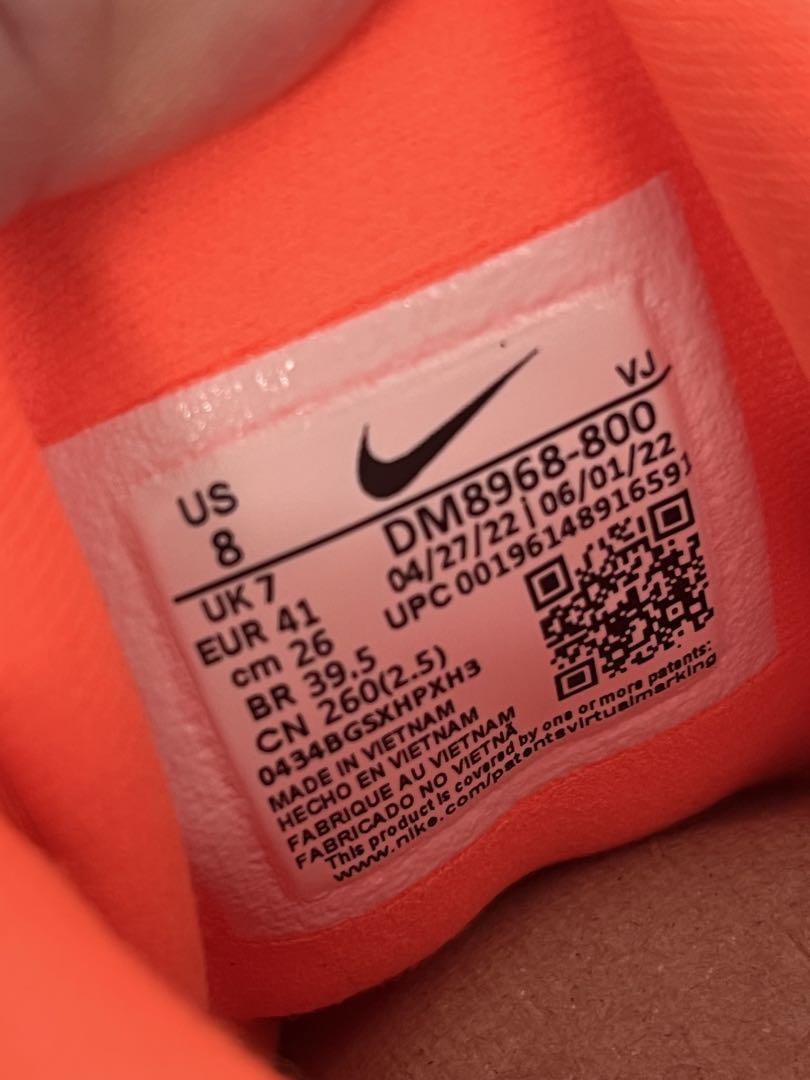 VJ
US
8
DM8968-800
04/27/22 | 06/01/22
UPC 00196148916591
UK 7
EUR 41
cm 26
BR 39.5
CN 260(2.5)
0434BGSXHPXH3
MADE IN VIETNAM
HECHO EN VIETNAM
FABRIQUE AU VIETNAM
FABRICADO NO VIETNÃ
This product is covered by one or more patents:
www.nike.com/patentsvirtualmarking